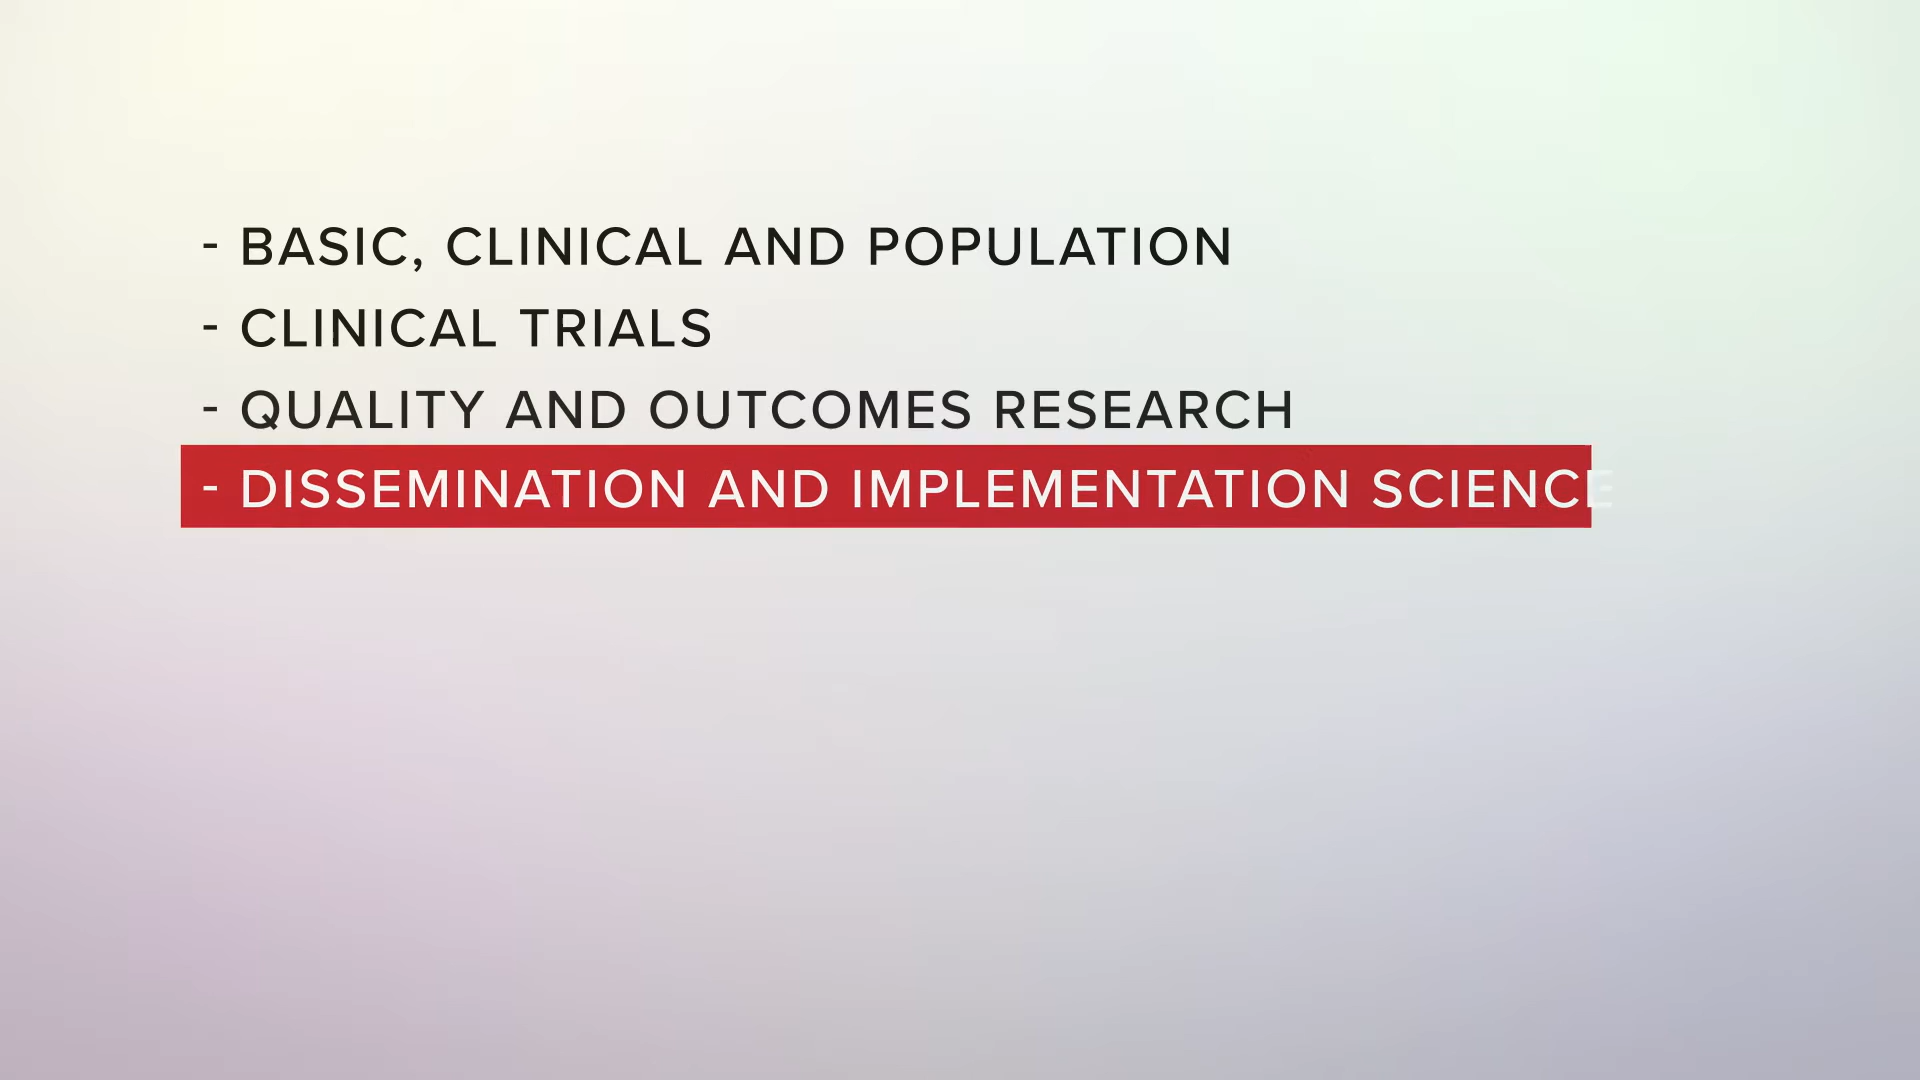 - BASIC, CLINICAL AND POPULATION
- CLINICAL TRIALS
- QUALITY AND OUTCOMES RESEARCH
- DISSEMINATION AND IMPLEMENTATION SCIENCE